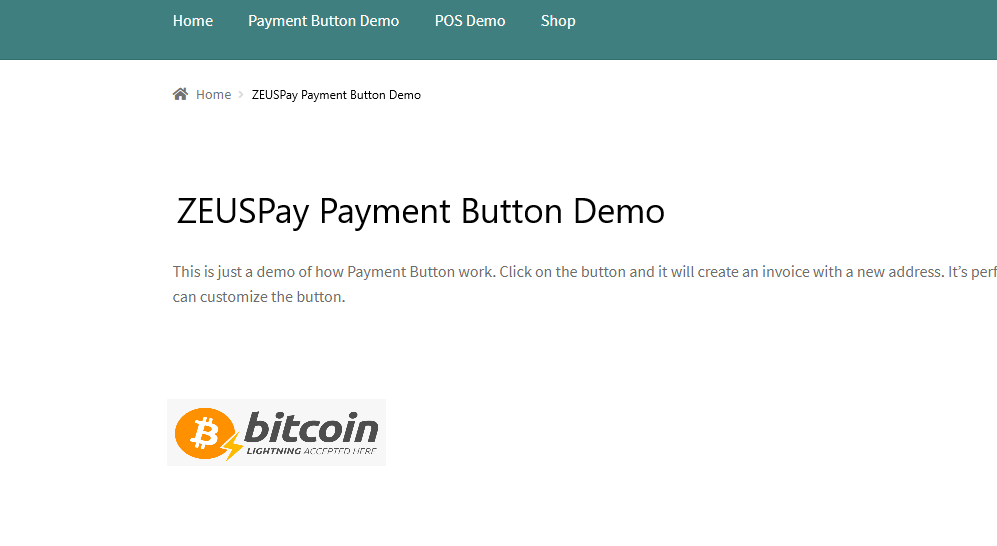 Home Payment Button Demo POS Demo Shop
Home > ZEUSPay Payment Button Demo
ZEUSPay Payment Button Demo
This is just a demo of how Payment Button work. Click on the button and it will create an invoice with a new address. It's
can customize the button.
bitcoin
LIGHTNING ACCEPTED HERE